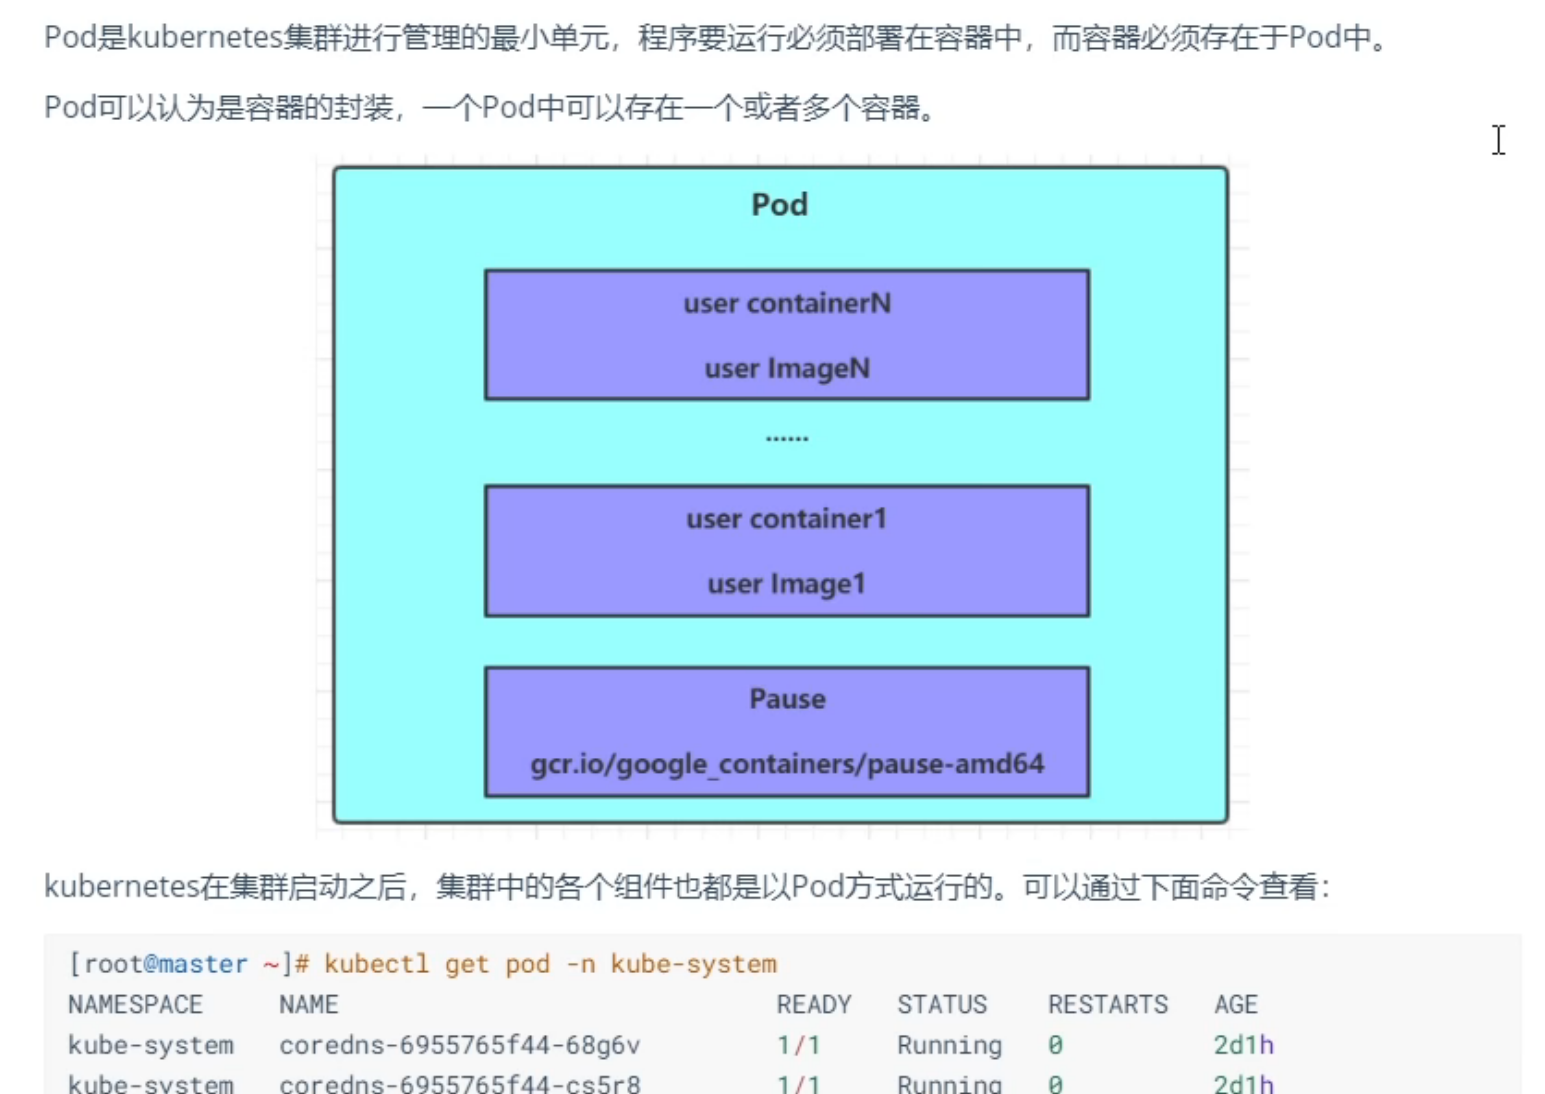 Pod是kubernetes集群进行管理的最小单元，程序要运行必须部署在容器中，而容器必须存在于Pod中。
Pod可以认为是容器的封装，一个Pod中可以存在一个或者多个容器。
Pod
user containerN
user ImageN
......
user container1
user Image1
Pause
gcr.io/google_containers/pause-amd64
kubernetes在集群启动之后，集群中的各个组件也都是以Pod方式运行的。可以通过下面命令查看：
[root@master ~]# kubectl get pod -n kube-system
NAMESPACE NAME READY STATUS RESTARTS AGE
kube-system coredns-6955765f44-68g6v 1/1 Running 0 2d1h
kube-system coredns-6955765f44-cs5r8 1/1 Running 0 2d1h